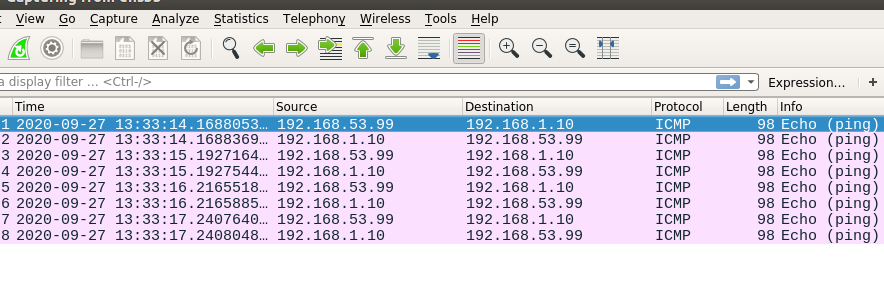 View Go Capture Analyze Statistics Telephony Wireless Tools Help
a display filter … <Ctrl-/> Expression… +
Time Source Destination Protocol Length Info
1 2020-09-27 13:33:14.1688053… 192.168.53.99 192.168.1.10 ICMP 98 Echo (ping)
2 2020-09-27 13:33:14.1688369… 192.168.1.10 192.168.53.99 ICMP 98 Echo (ping)
3 2020-09-27 13:33:15.1927164… 192.168.53.99 192.168.1.10 ICMP 98 Echo (ping)
4 2020-09-27 13:33:15.1927544… 192.168.1.10 192.168.53.99 ICMP 98 Echo (ping)
5 2020-09-27 13:33:16.2165518… 192.168.53.99 192.168.1.10 ICMP 98 Echo (ping)
6 2020-09-27 13:33:16.2165885… 192.168.1.10 192.168.53.99 ICMP 98 Echo (ping)
7 2020-09-27 13:33:17.2407640… 192.168.53.99 192.168.1.10 ICMP 98 Echo (ping)
8 2020-09-27 13:33:17.2408048… 192.168.1.10 192.168.53.99 ICMP 98 Echo (ping)